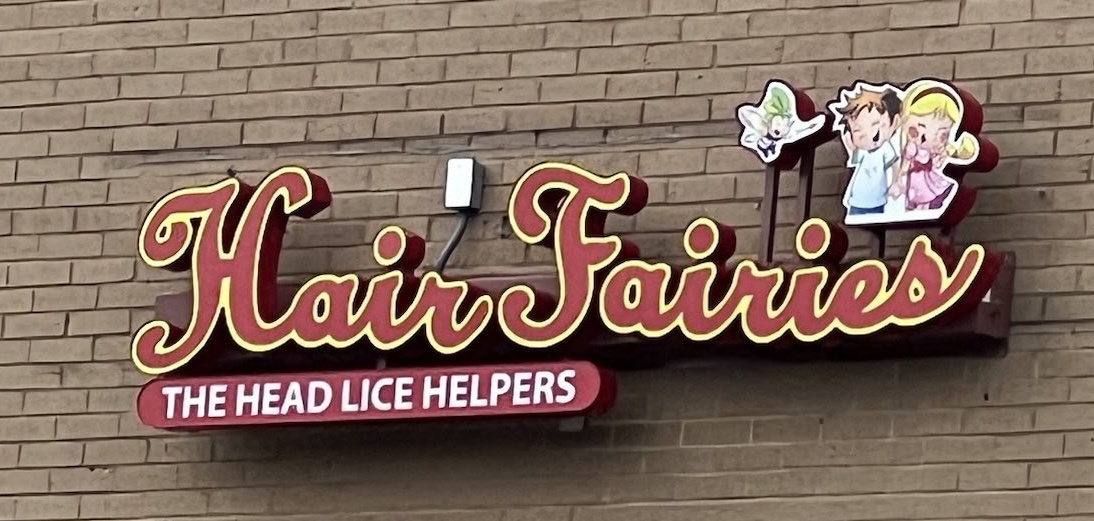 Hair Fairies
THE HEAD LICE HELPERS